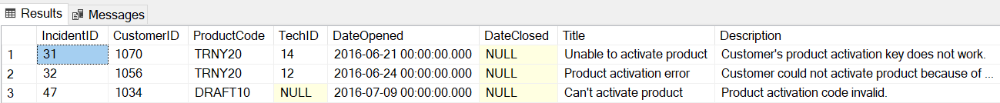 Results Messages
IncidentID CustomerID ProductCode TechID DateOpened DateClosed Title Description
1 31 1070 TRNY20 14 2016-06-21 00:00:00.000 NULL Unable to activate product Customer's product activation key does not work.
2 32 1056 TRNY20 12 2016-06-24 00:00:00.000 NULL Product activation error Customer could not activate product because of ...
3 47 1034 DRAFT10 NULL 2016-07-09 00:00:00.000 NULL Can't activate product Product activation code invalid.